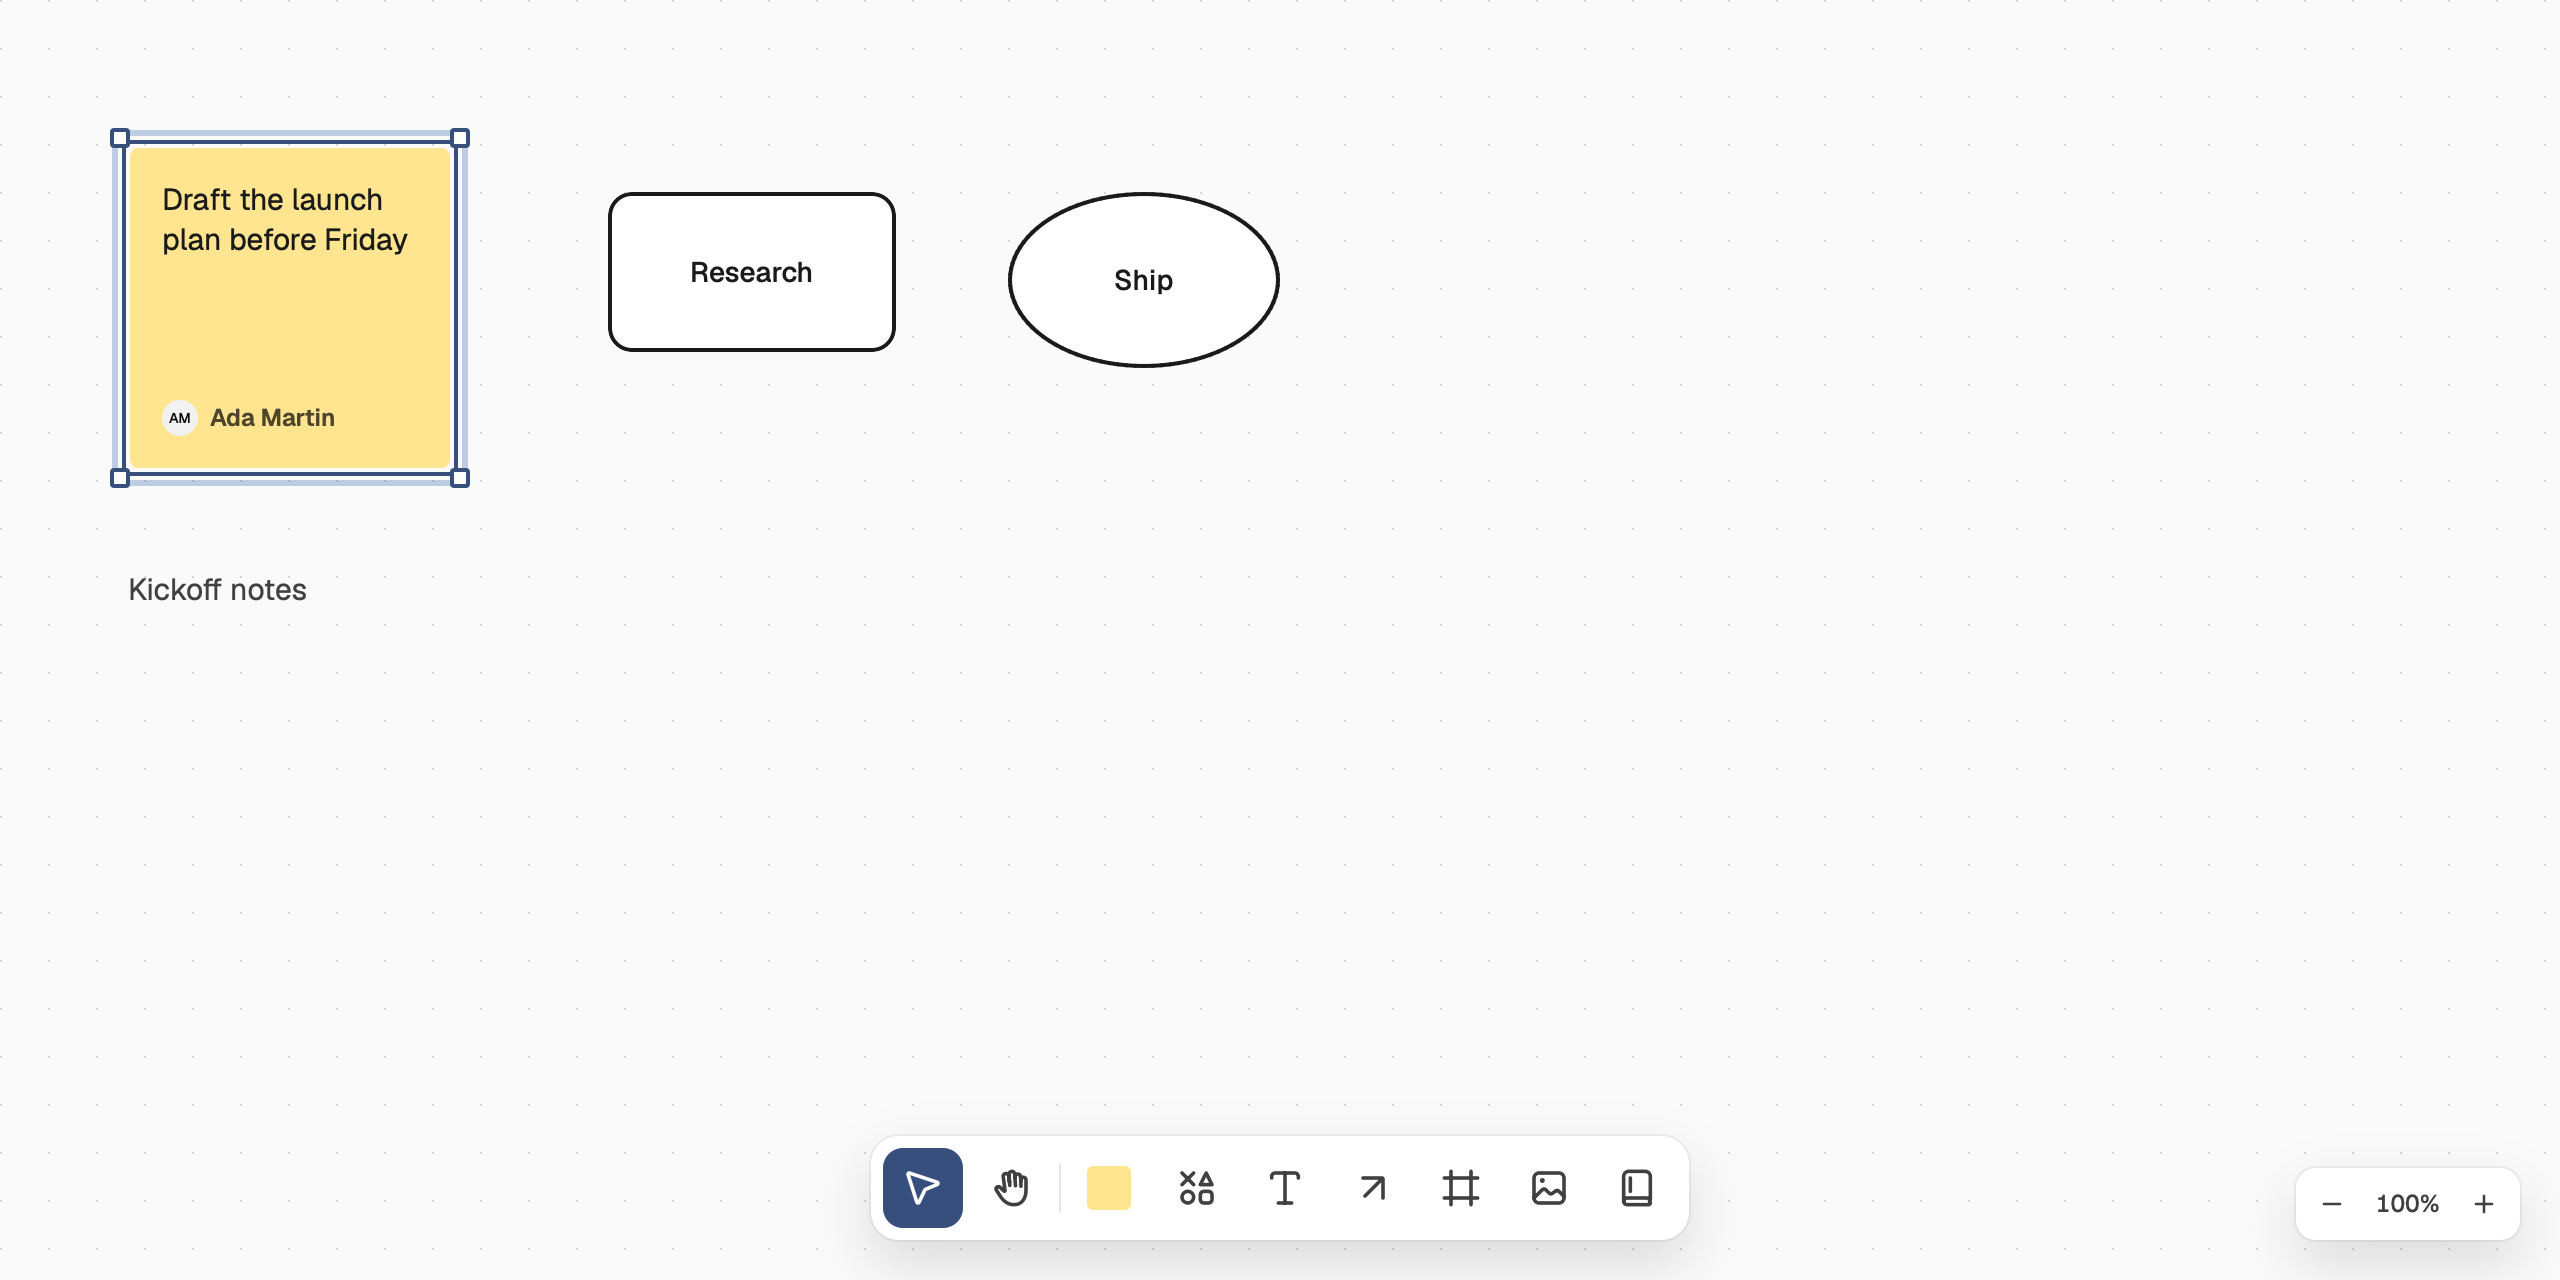 Draft the launch
plan before Friday
AM Ada Martin
Research
Ship
Kickoff notes
100%